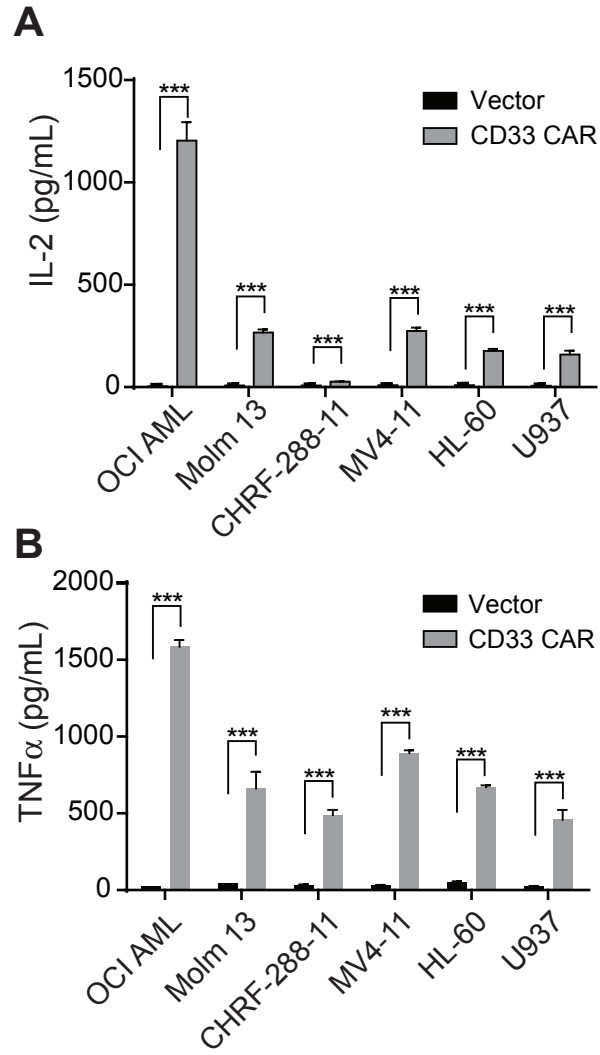 A
IL-2 (pg/mL)
1500
1000
500
0
Vector
CD33 CAR
***
***
***
***
***
***
OCI AML
Molm 13
CHRF-288-11
MV4-11
HL-60
U937
B
TNFα (pg/mL)
2000
1500
1000
500
0
Vector
CD33 CAR
***
***
***
***
***
***
OCI AML
Molm 13
CHRF-288-11
MV4-11
HL-60
U937